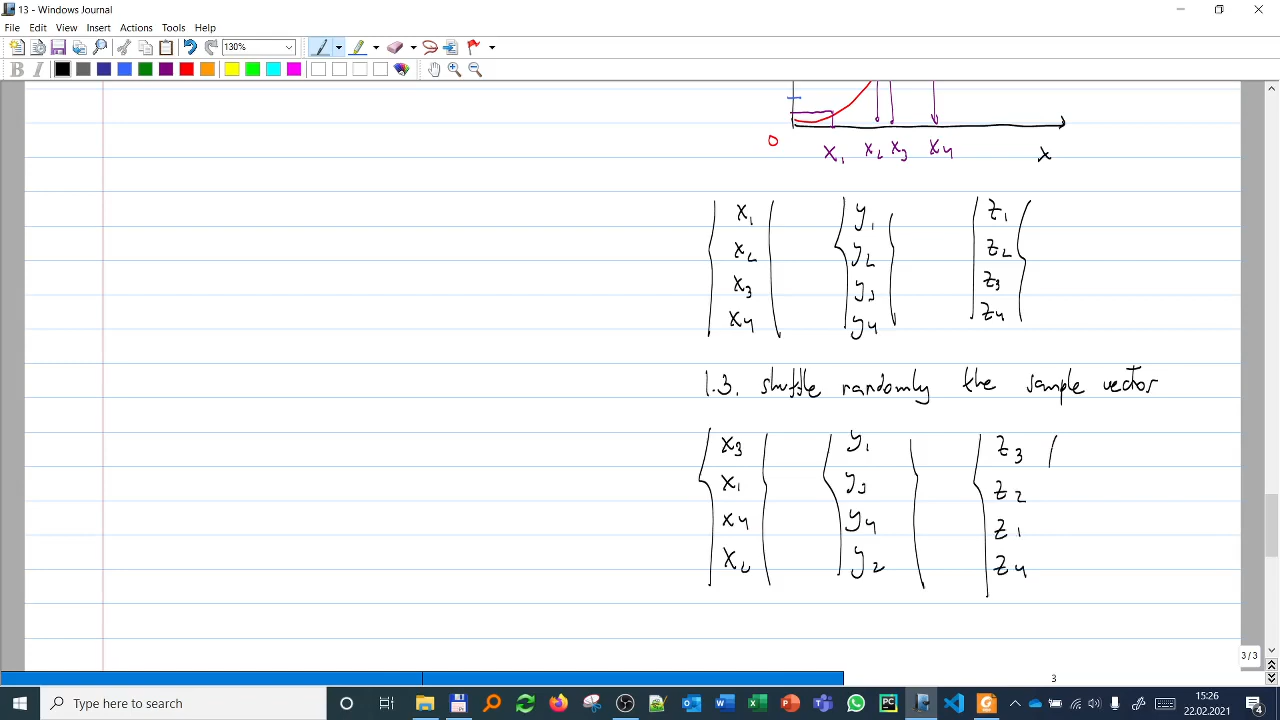 13 - Windows Journal
File Edit View Insert Actions Tools Help
130%
B I
0
x1 x2 x3 x4 x
x1 y1 z1
x2 y2 z2
x3 y3 z3
x4 y4 z4
1.3. shuffle randomly the sample vector
x3 y1 z3
x1 y3 z2
x4 y4 z1
x2 y2 z4
3/3
3
Type here to search
15:26
22.02.2021